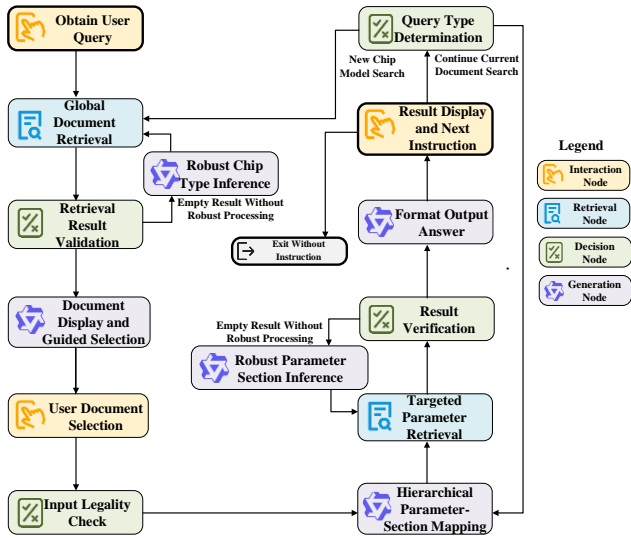 Obtain User
Query
Global
Document
Retrieval
Robust Chip
Type Inference
Empty Result Without
Robust Processing
Retrieval
Result
Validation
Document
Display and
Guided Selection
User Document
Selection
Input Legality
Check
Query Type
Determination
New Chip
Model Search
Continue Current
Document Search
Result Display
and Next
Instruction
Exit Without
Instruction
Format Output
Answer
Result
Verification
Empty Result Without
Robust Processing
Robust Parameter
Section Inference
Targeted
Parameter
Retrieval
Hierarchical
Parameter-
Section Mapping
Legend
Interaction
Node
Retrieval
Node
Decision
Node
Generation
Node